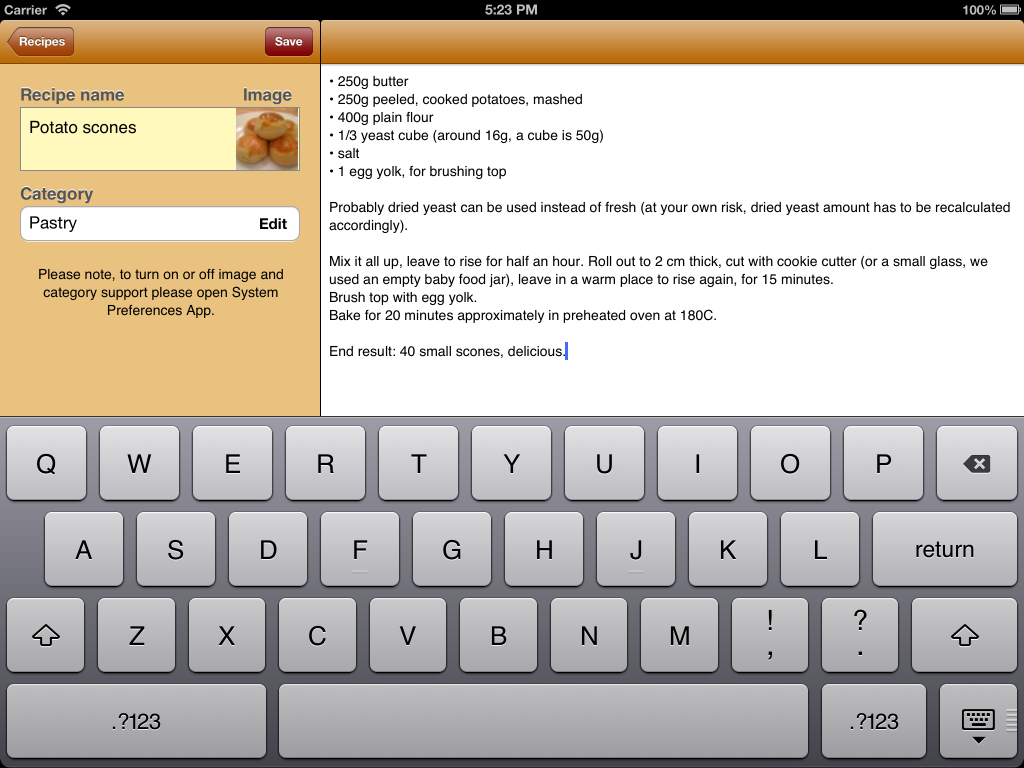 Carrier
5:23 PM
100%
Recipes
Save
Recipe name
Image
Potato scones
Category
Pastry
Edit
Please note, to turn on or off image and
category support please open System
Preferences App.
• 250g butter
• 250g peeled, cooked potatoes, mashed
• 400g plain flour
• 1/3 yeast cube (around 16g, a cube is 50g)
• salt
• 1 egg yolk, for brushing top
Probably dried yeast can be used instead of fresh (at your own risk, dried yeast amount has to be recalculated
accordingly).
Mix it all up, leave to rise for half an hour. Roll out to 2 cm thick, cut with cookie cutter (or a small glass, we
used an empty baby food jar), leave in a warm place to rise again, for 15 minutes.
Brush top with egg yolk.
Bake for 20 minutes approximately in preheated oven at 180C.
End result: 40 small scones, delicious.
Q W E R T Y U I O P
A S D F G H J K L return
Z X C V B N M ! , ? .
.?123 .?123